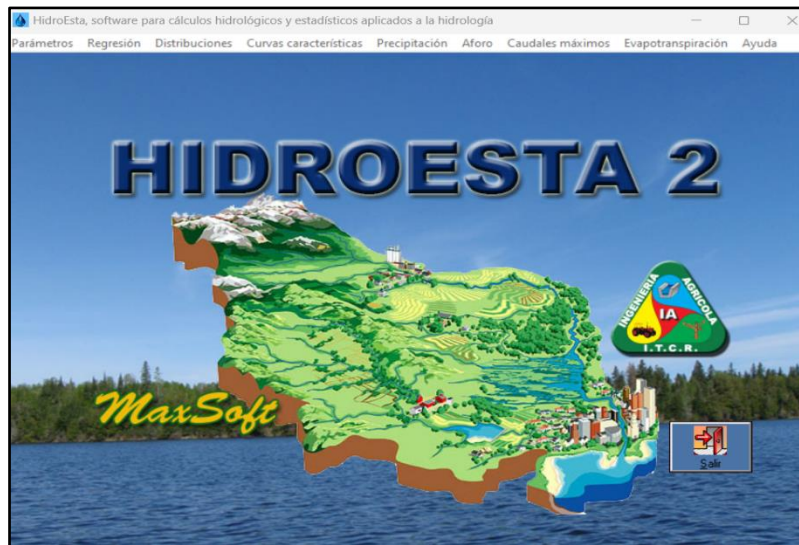 HidroEsta, software para cálculos hidrológicos y estadísticos aplicados a la hidrología
Parámetros Regresión Distribuciones Curvas características Precipitación Aforo Caudales máximos Evapotranspiración Ayuda
HIDROESTA 2
INGENIERIA
AGRICOLA
IA
I.T.C.R.
MaxSoft
Salir